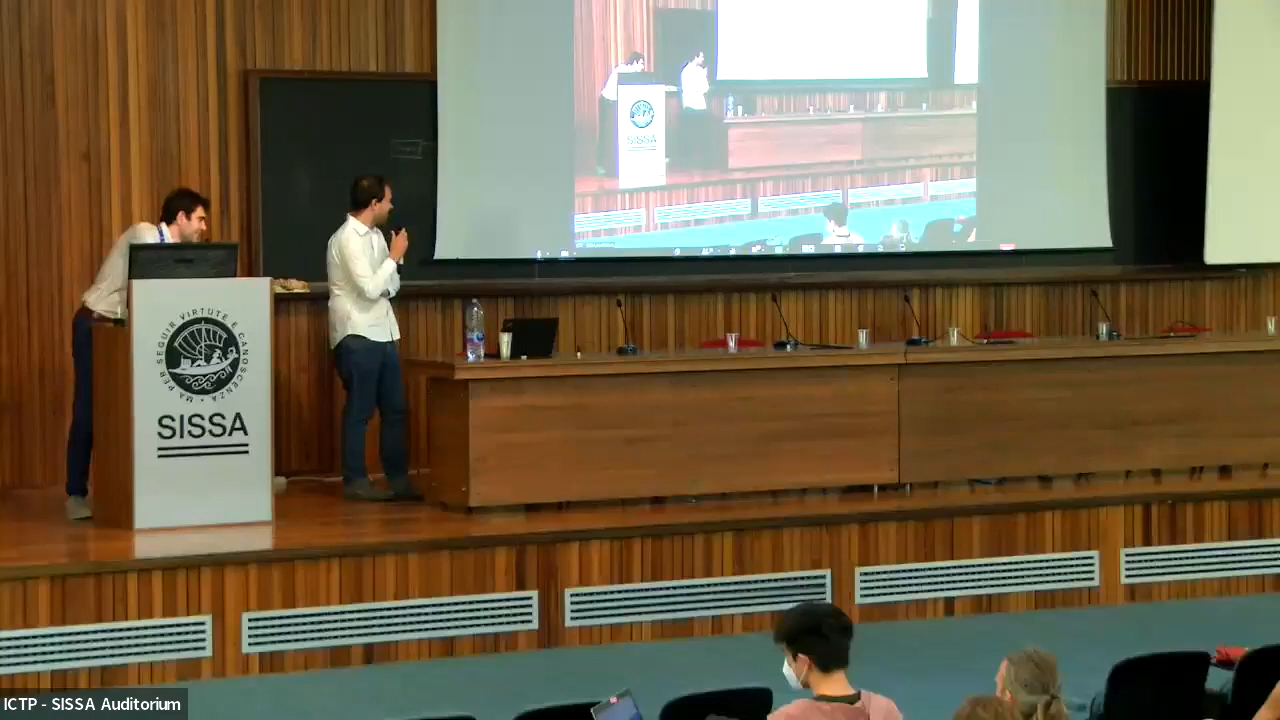 SISSA
MA PER SEGUIR VIRTUTE E CANOSCENZA
SISSA
ICTP - SISSA Auditorium